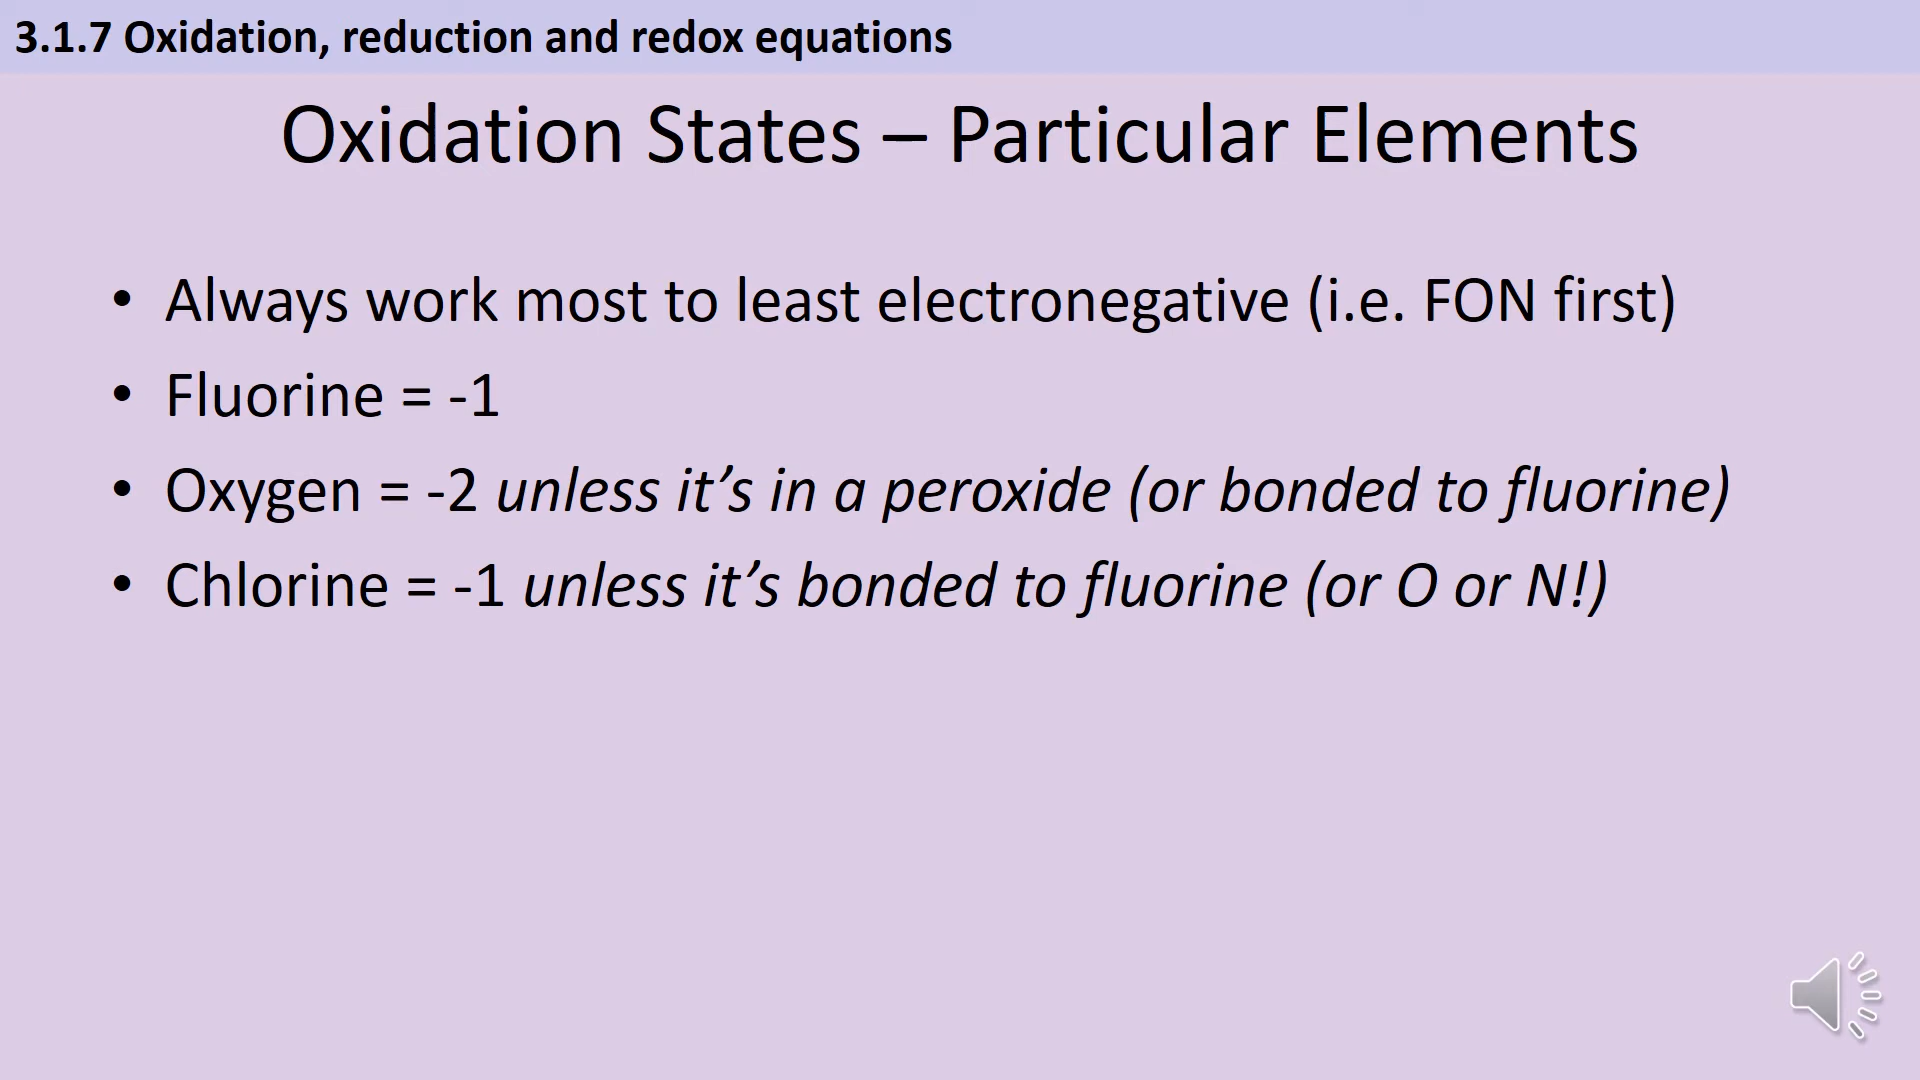 3.1.7 Oxidation, reduction and redox equations
Oxidation States – Particular Elements
• Always work most to least electronegative (i.e. FON first)
• Fluorine = -1
• Oxygen = -2 unless it’s in a peroxide (or bonded to fluorine)
• Chlorine = -1 unless it’s bonded to fluorine (or O or N!)